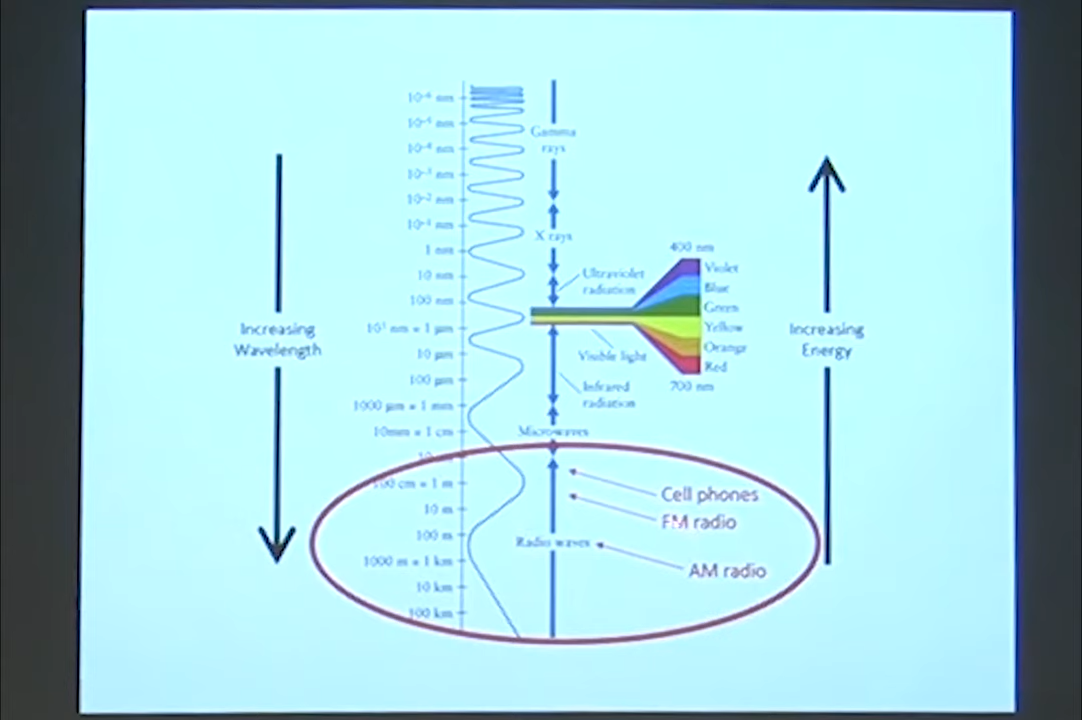 10⁻⁶ nm
10⁻⁵ nm
10⁻⁴ nm
10⁻³ nm
10⁻² nm
10⁻¹ nm
1 nm
10 nm
100 nm
10³ nm = 1 µm
10 µm
100 µm
1000 µm = 1 mm
10mm = 1 cm
10 cm
100 cm = 1 m
10 m
100 m
1000 m = 1 km
10 km
100 km
Gamma
rays
X rays
Ultraviolet
radiation
Visible light
Infrared
radiation
Microwaves
Radio waves
400 nm
Violet
Blue
Green
Yellow
Orange
Red
700 nm
Increasing
Wavelength
Increasing
Energy
Cell phones
FM radio
AM radio